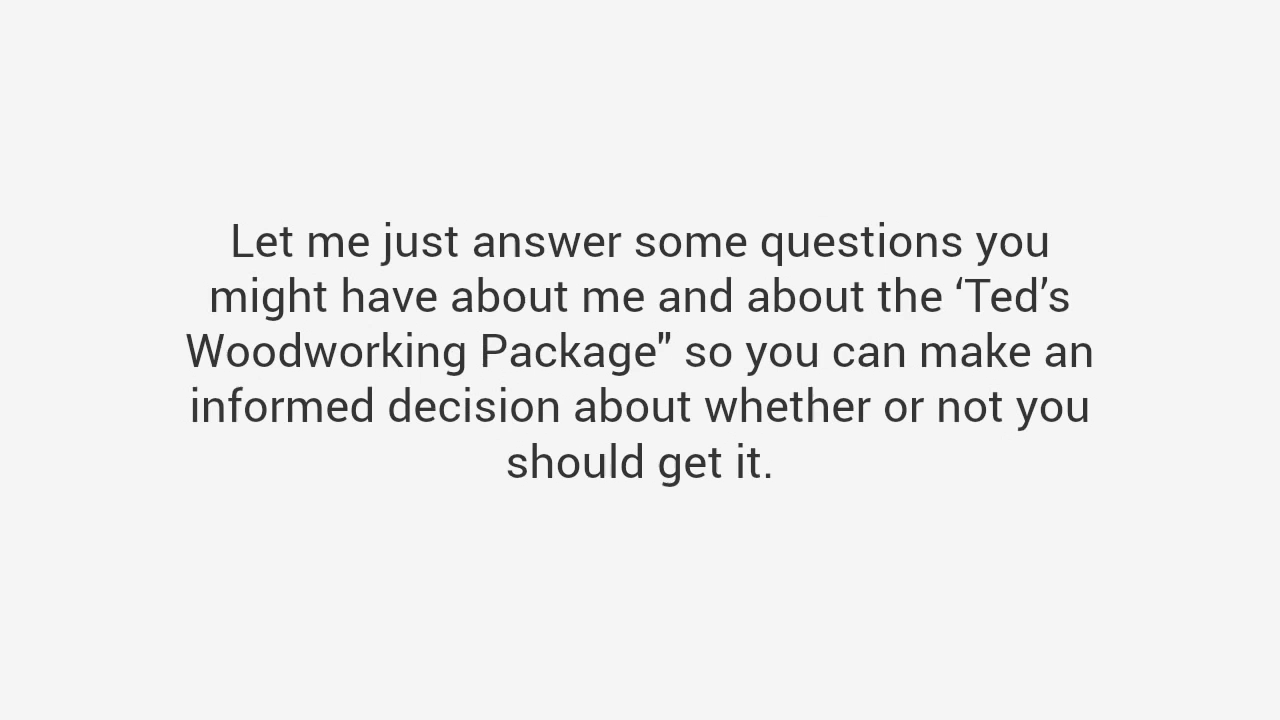 Let me just answer some questions you
might have about me and about the ‘Ted’s
Woodworking Package" so you can make an
informed decision about whether or not you
should get it.